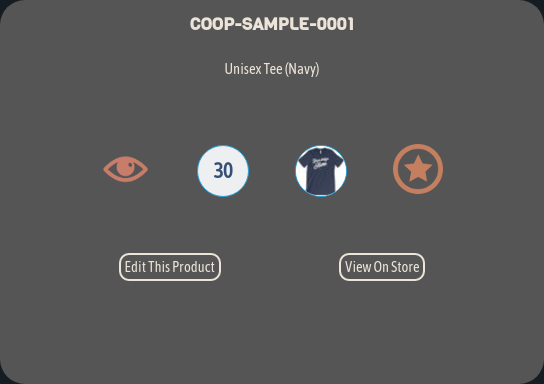 COOP-SAMPLE-0001
Unisex Tee (Navy)
30
Edit This Product
View On Store